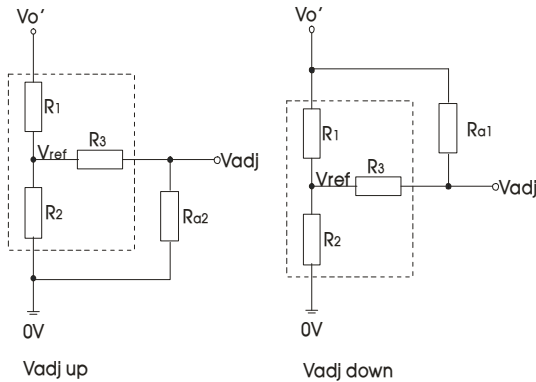 Vo'
R1
Vref
R3
Vadj
R2
Ra2
0V
Vadj up
Vo'
R1
Ra1
Vref
R3
Vadj
R2
0V
Vadj down